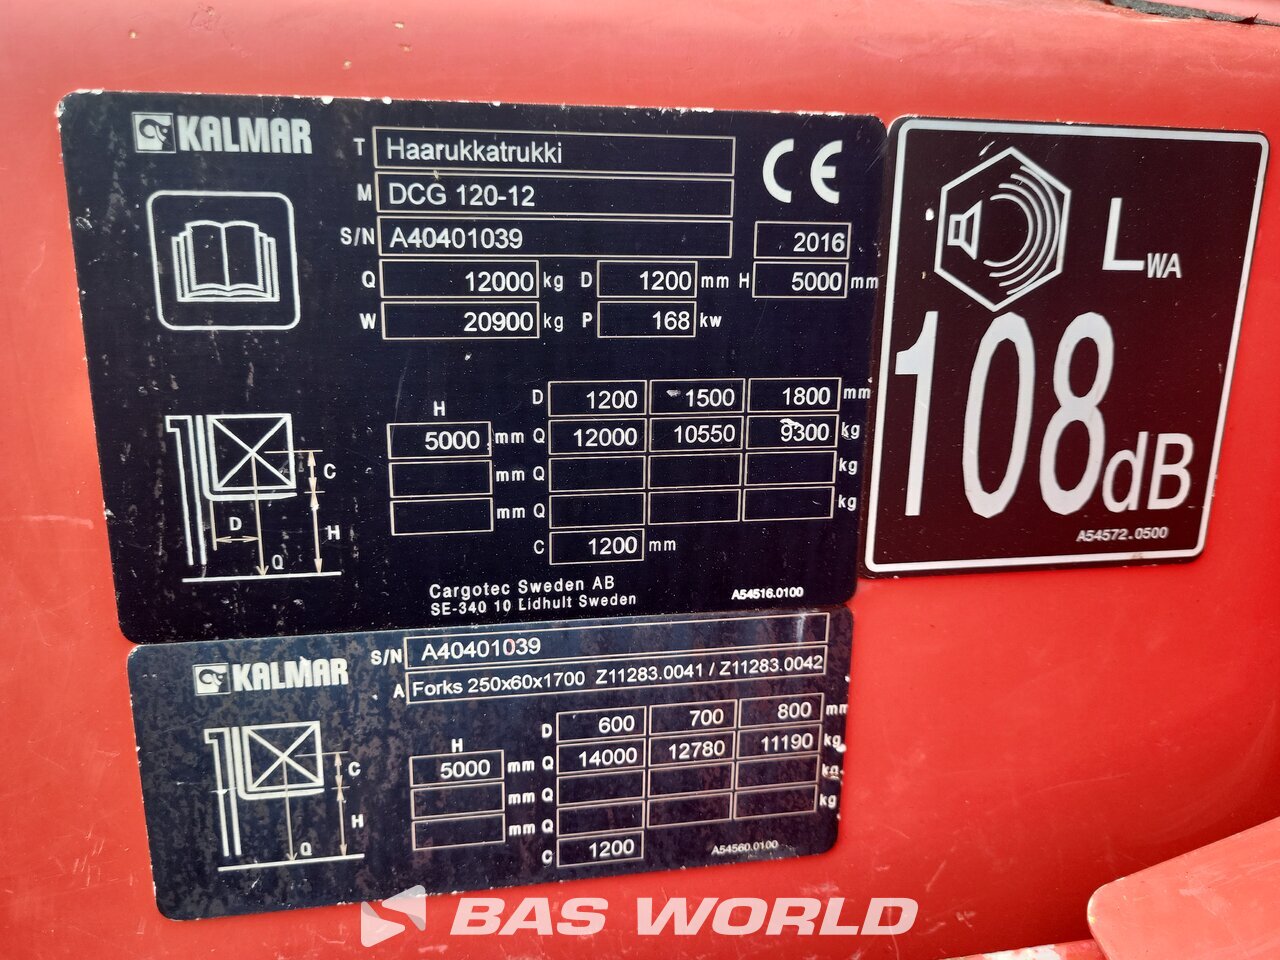 KALMAR
T Haarukkatrukki
M DCG 120-12
S/N A40401039 2016
Q 12000 kg D 1200 mm H 5000 mm
W 20900 kg P 168 kw
CE
D 1200 1500 1800 mm
H
5000 mm Q 12000 10550 9300 kg
mm Q kg
mm Q kg
C 1200 mm
C
D
H
Q
Cargotec Sweden AB
SE-340 10 Lidhult Sweden
A54516.0100
LWA
108dB
A54572.0500
KALMAR
S/N A40401039
A Forks 250x60x1700 Z11283.0041 / Z11283.0042
D 600 700 800 mm
H
5000 mm Q 14000 12780 11190 kg
mm Q kg
mm Q kg
C 1200
C
H
Q
A54560.0100
BAS WORLD